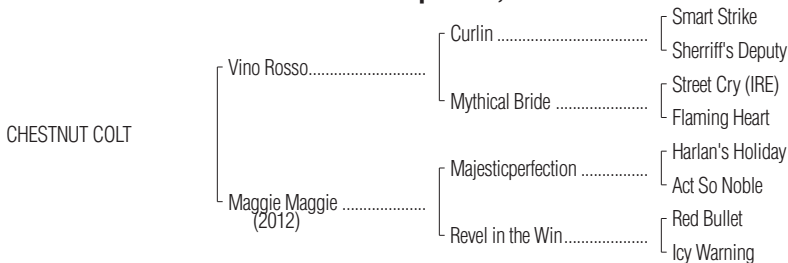 Smart Strike
Curlin ....................................
Sherriff's Deputy
Vino Rosso...........................
Street Cry (IRE)
Mythical Bride ......................
Flaming Heart
CHESTNUT COLT
Harlan's Holiday
Majesticperfection ................
Act So Noble
Maggie Maggie ...................
(2012)
Red Bullet
Revel in the Win....................
Icy Warning